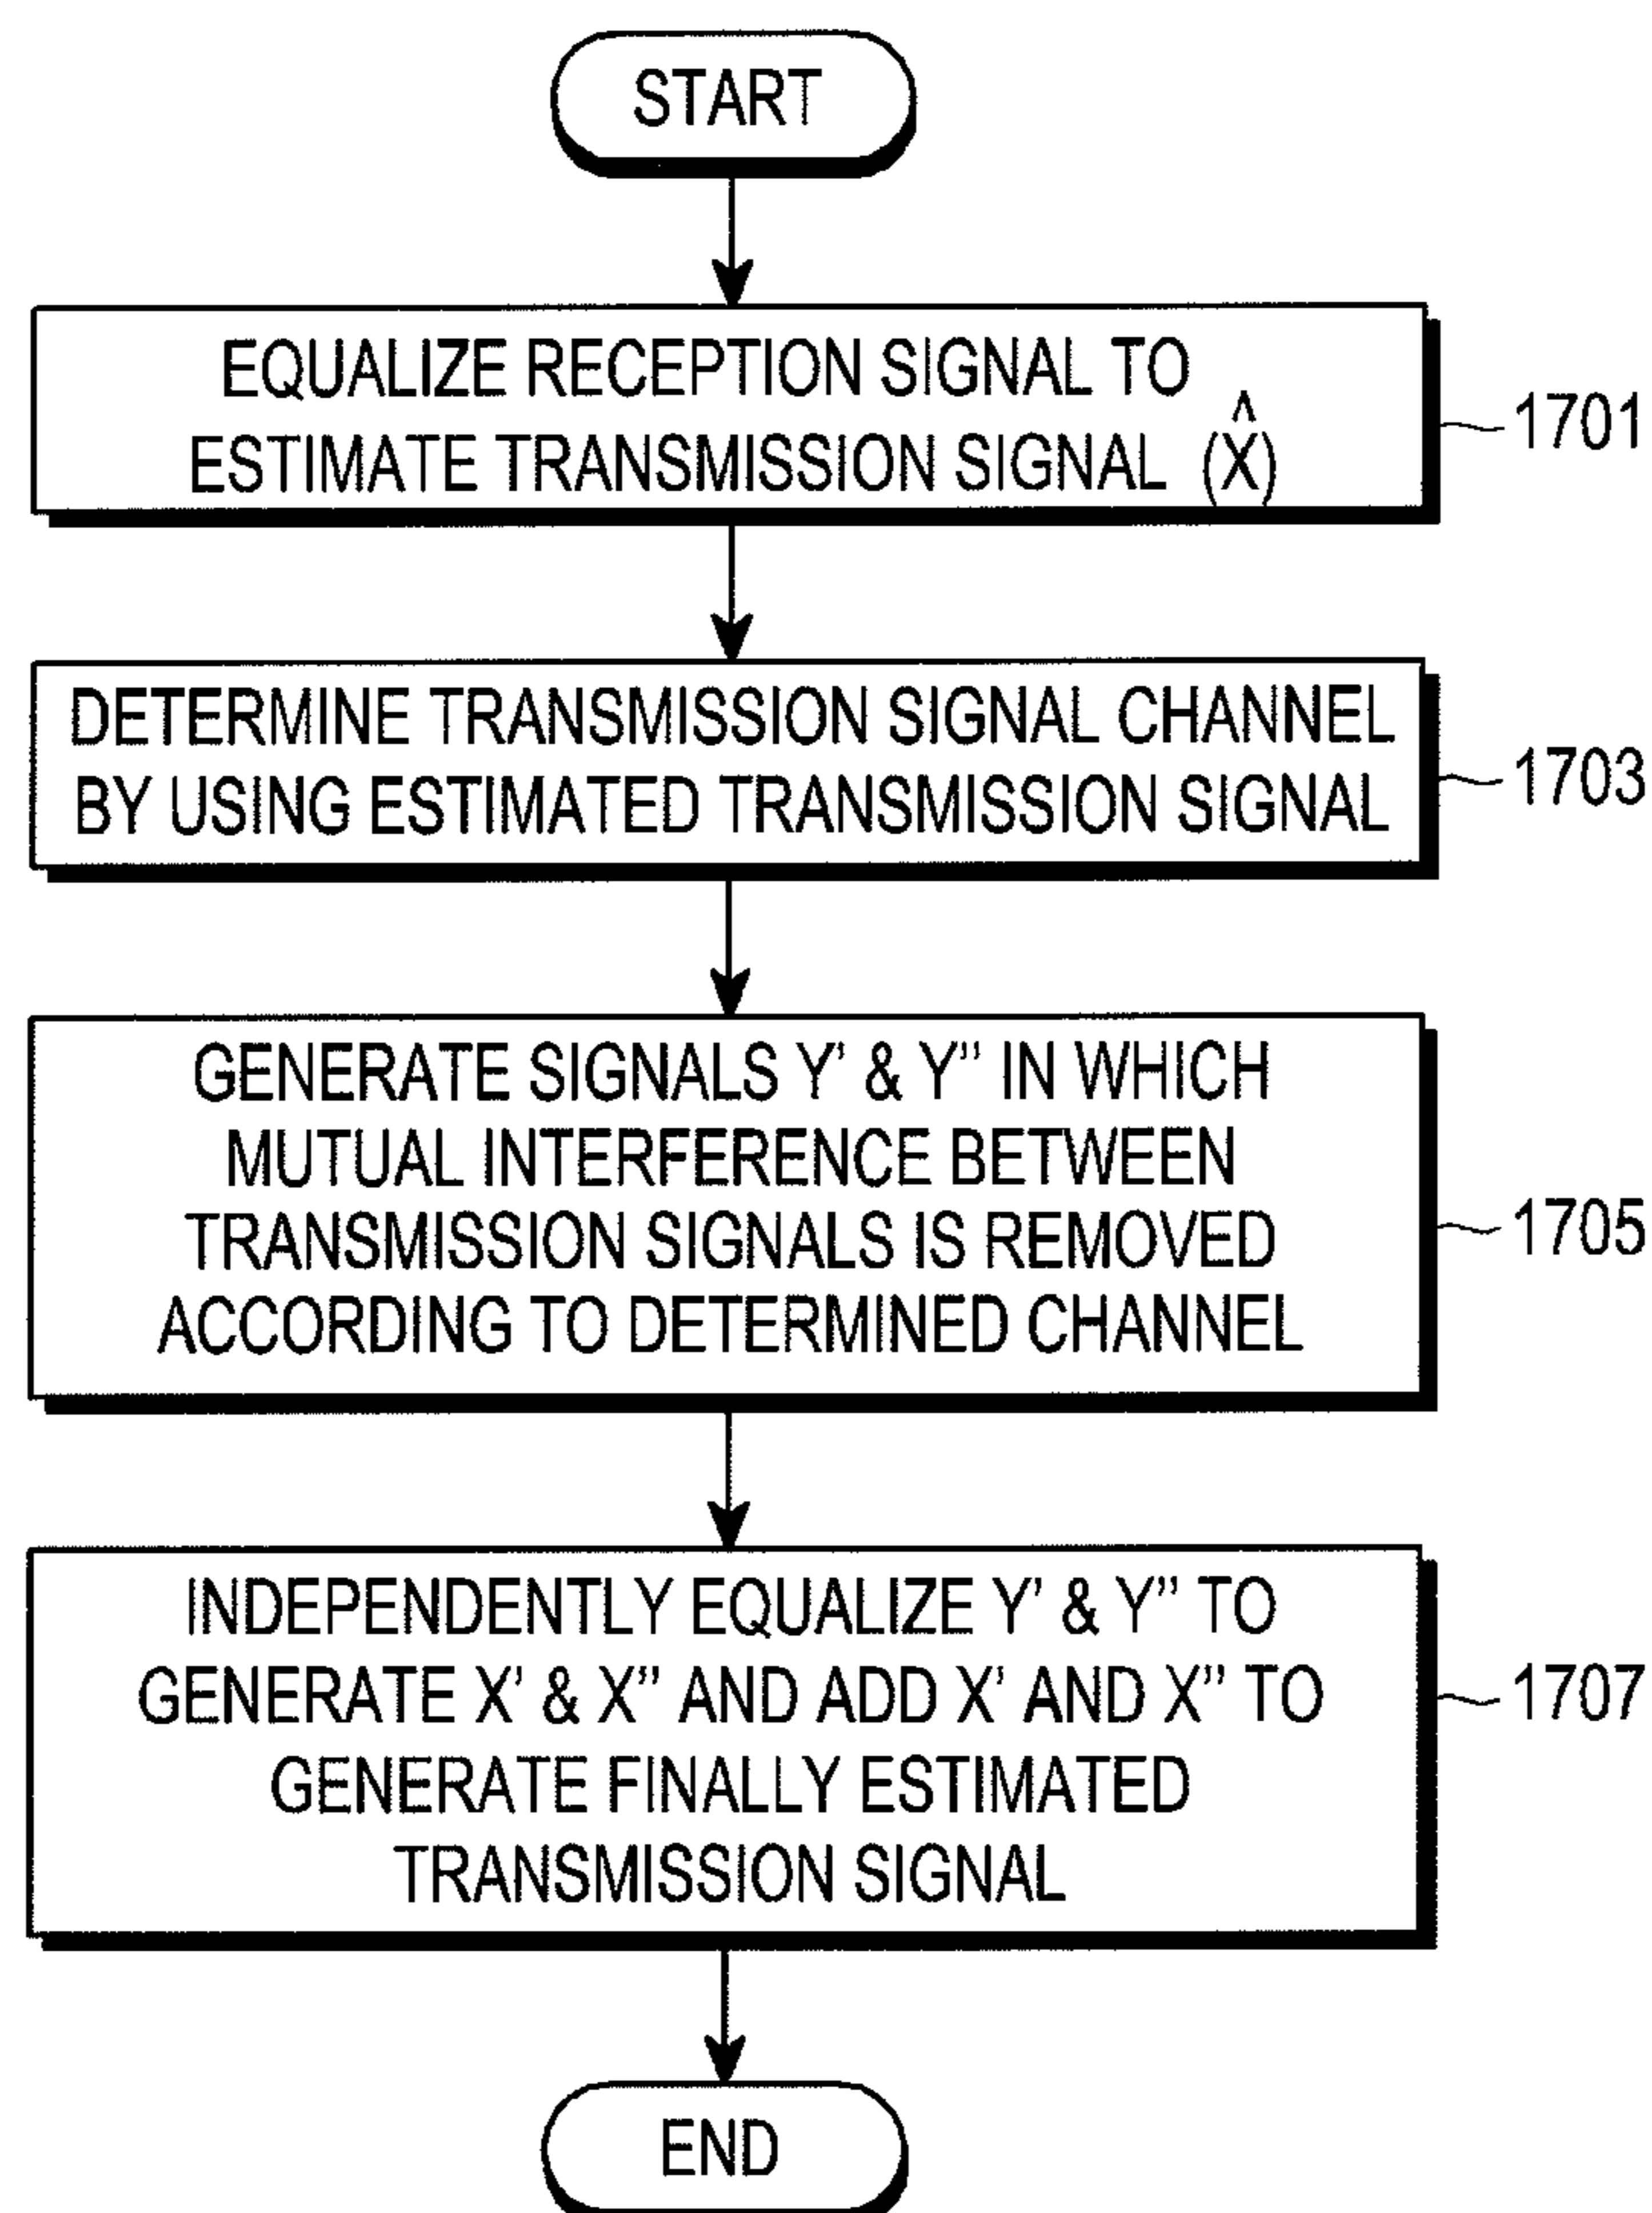 START
EQUALIZE RECEPTION SIGNAL TO
ESTIMATE TRANSMISSION SIGNAL (X̂)
1701
DETERMINE TRANSMISSION SIGNAL CHANNEL
BY USING ESTIMATED TRANSMISSION SIGNAL
1703
GENERATE SIGNALS Y' & Y'' IN WHICH
MUTUAL INTERFERENCE BETWEEN
TRANSMISSION SIGNALS IS REMOVED
ACCORDING TO DETERMINED CHANNEL
1705
INDEPENDENTLY EQUALIZE Y' & Y'' TO
GENERATE X' & X'' AND ADD X' AND X'' TO
GENERATE FINALLY ESTIMATED
TRANSMISSION SIGNAL
1707
END